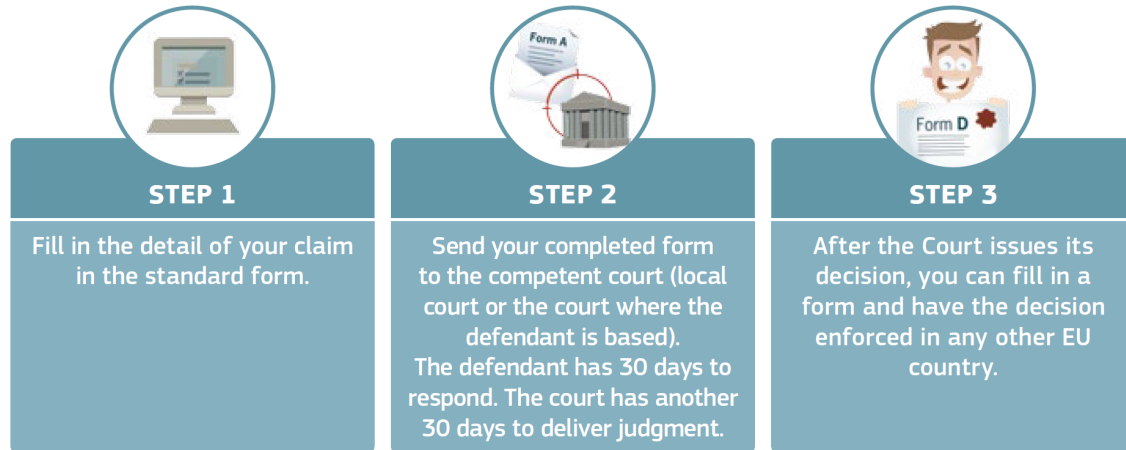 Form A
Form D
STEP 1
Fill in the detail of your claim
in the standard form.
STEP 2
Send your completed form
to the competent court (local
court or the court where the
defendant is based).
The defendant has 30 days to
respond. The court has another
30 days to deliver judgment.
STEP 3
After the Court issues its
decision, you can fill in a
form and have the decision
enforced in any other EU
country.